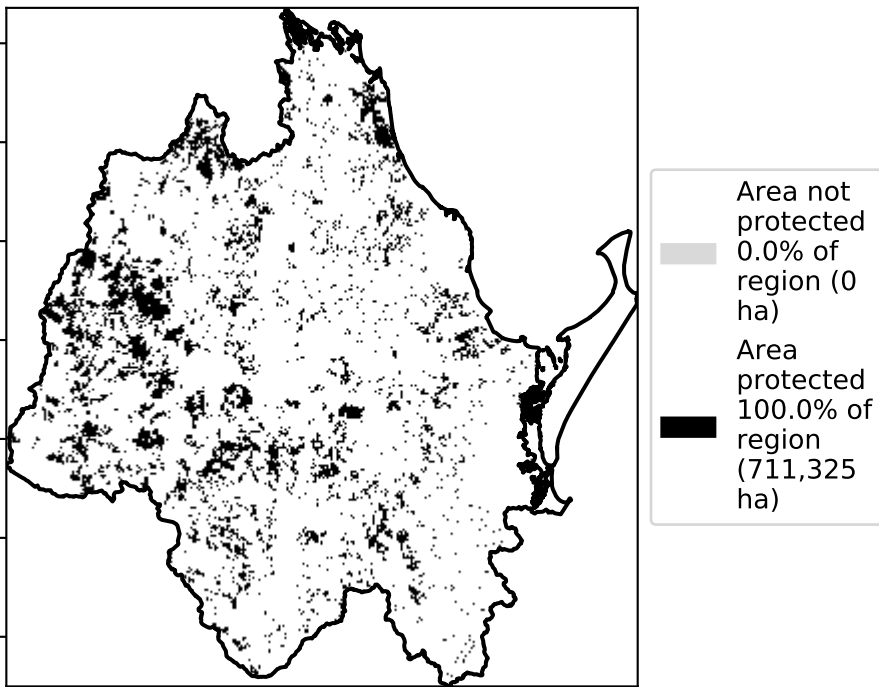 Area not
protected
0.0% of
region (0
ha)
Area
protected
100.0% of
region
(711,325
ha)